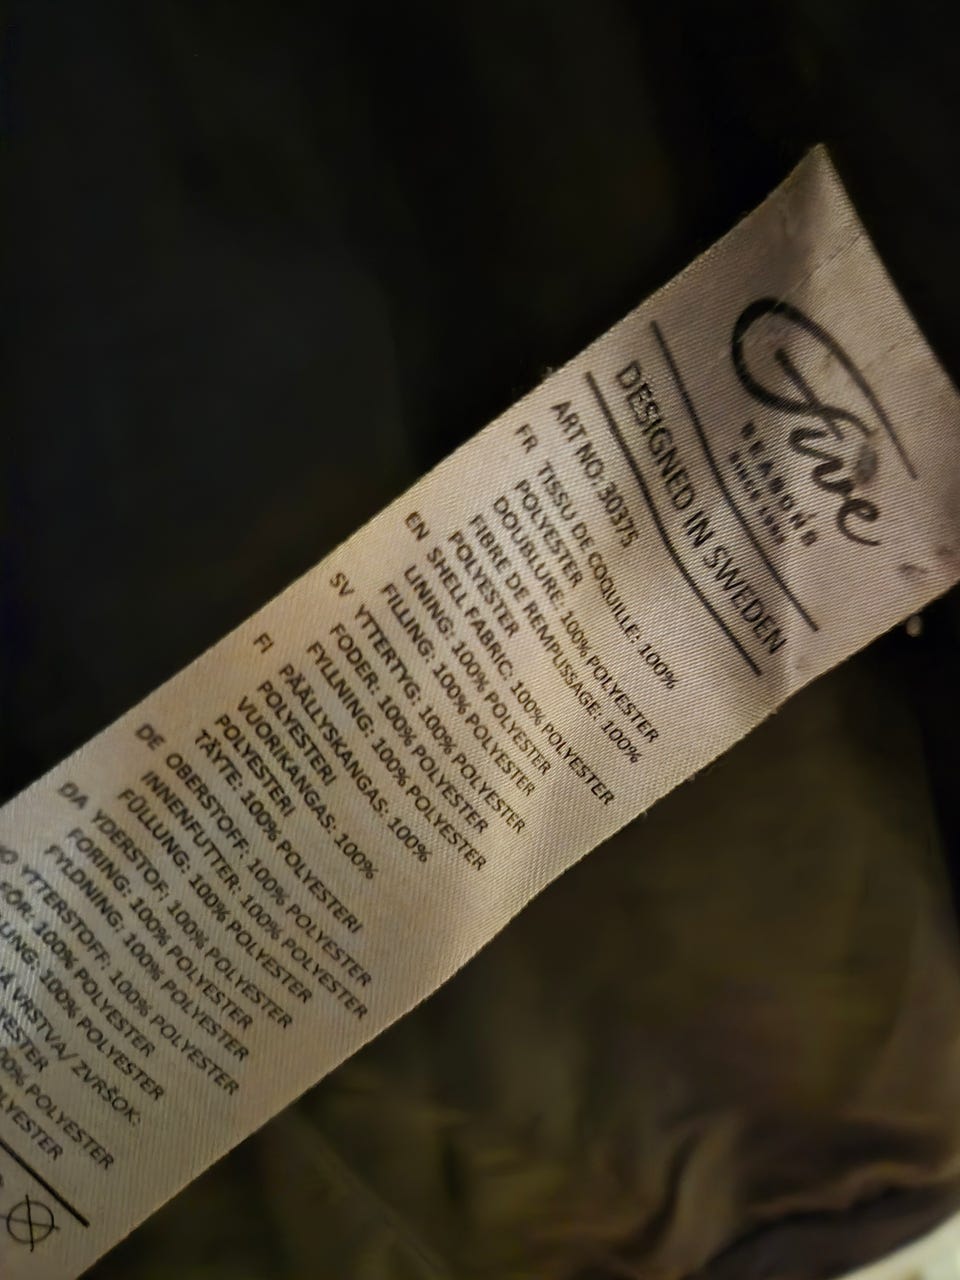 Five
SEASONS
DESIGNED IN SWEDEN
ART NO: 30375
FR TISSU DE COQUILLE: 100%
POLYESTER
DOUBLURE: 100% POLYESTER
FIBRE DE REMPLISSAGE: 100%
POLYESTER
EN SHELL FABRIC: 100% POLYESTER
LINING: 100% POLYESTER
FILLING: 100% POLYESTER
SV YTTERTYG: 100% POLYESTER
FODER: 100% POLYESTER
FYLLNING: 100% POLYESTER
FI PÄÄLLYSKANGAS: 100%
POLYESTERI
VUORIKANGAS: 100%
POLYESTERI
TÄYTE: 100% POLYESTERI
DE OBERSTOFF: 100% POLYESTER
INNENFUTTER: 100% POLYESTER
FÜLLUNG: 100% POLYESTER
DA YDERSTOF: 100% POLYESTER
FORING: 100% POLYESTER
FYLDNING: 100% POLYESTER
YTTERSTOFF: 100% POLYESTER
FÔR: 100% POLYESTER
100% POLYESTER
VRSTVA/ ZVRŠOK:
POLYESTER